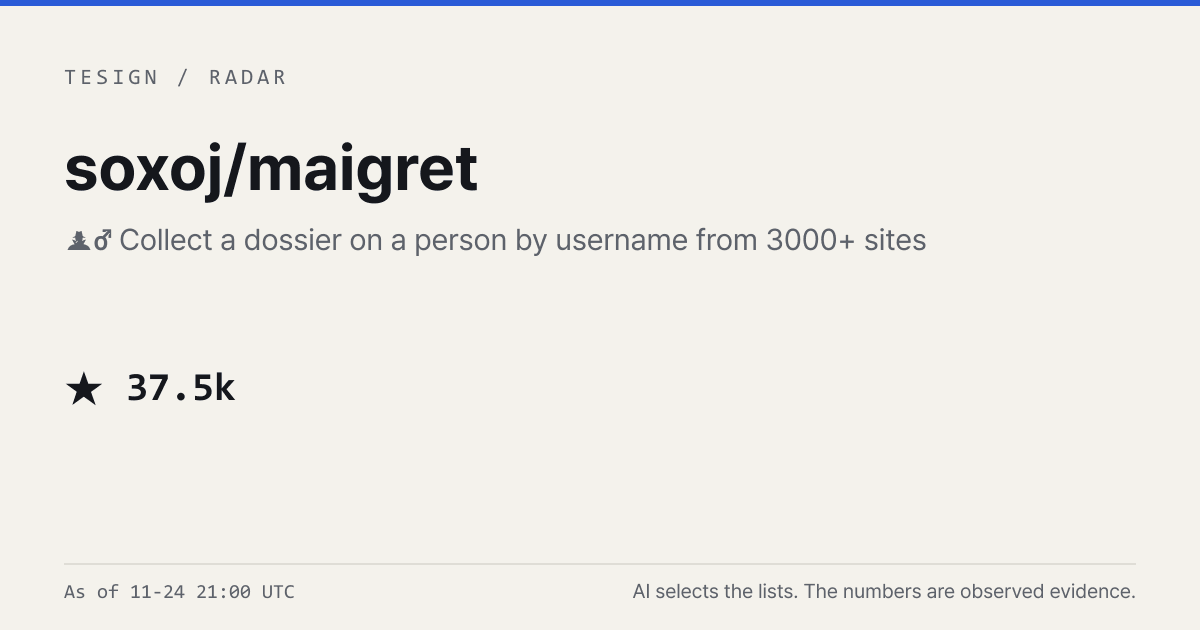 TESIGN / RADAR
soxoj/maigret
🕵️‍♂️ Collect a dossier on a person by username from 3000+ sites
★ 37.5k
As of 11-24 21:00 UTC
AI selects the lists. The numbers are observed evidence.